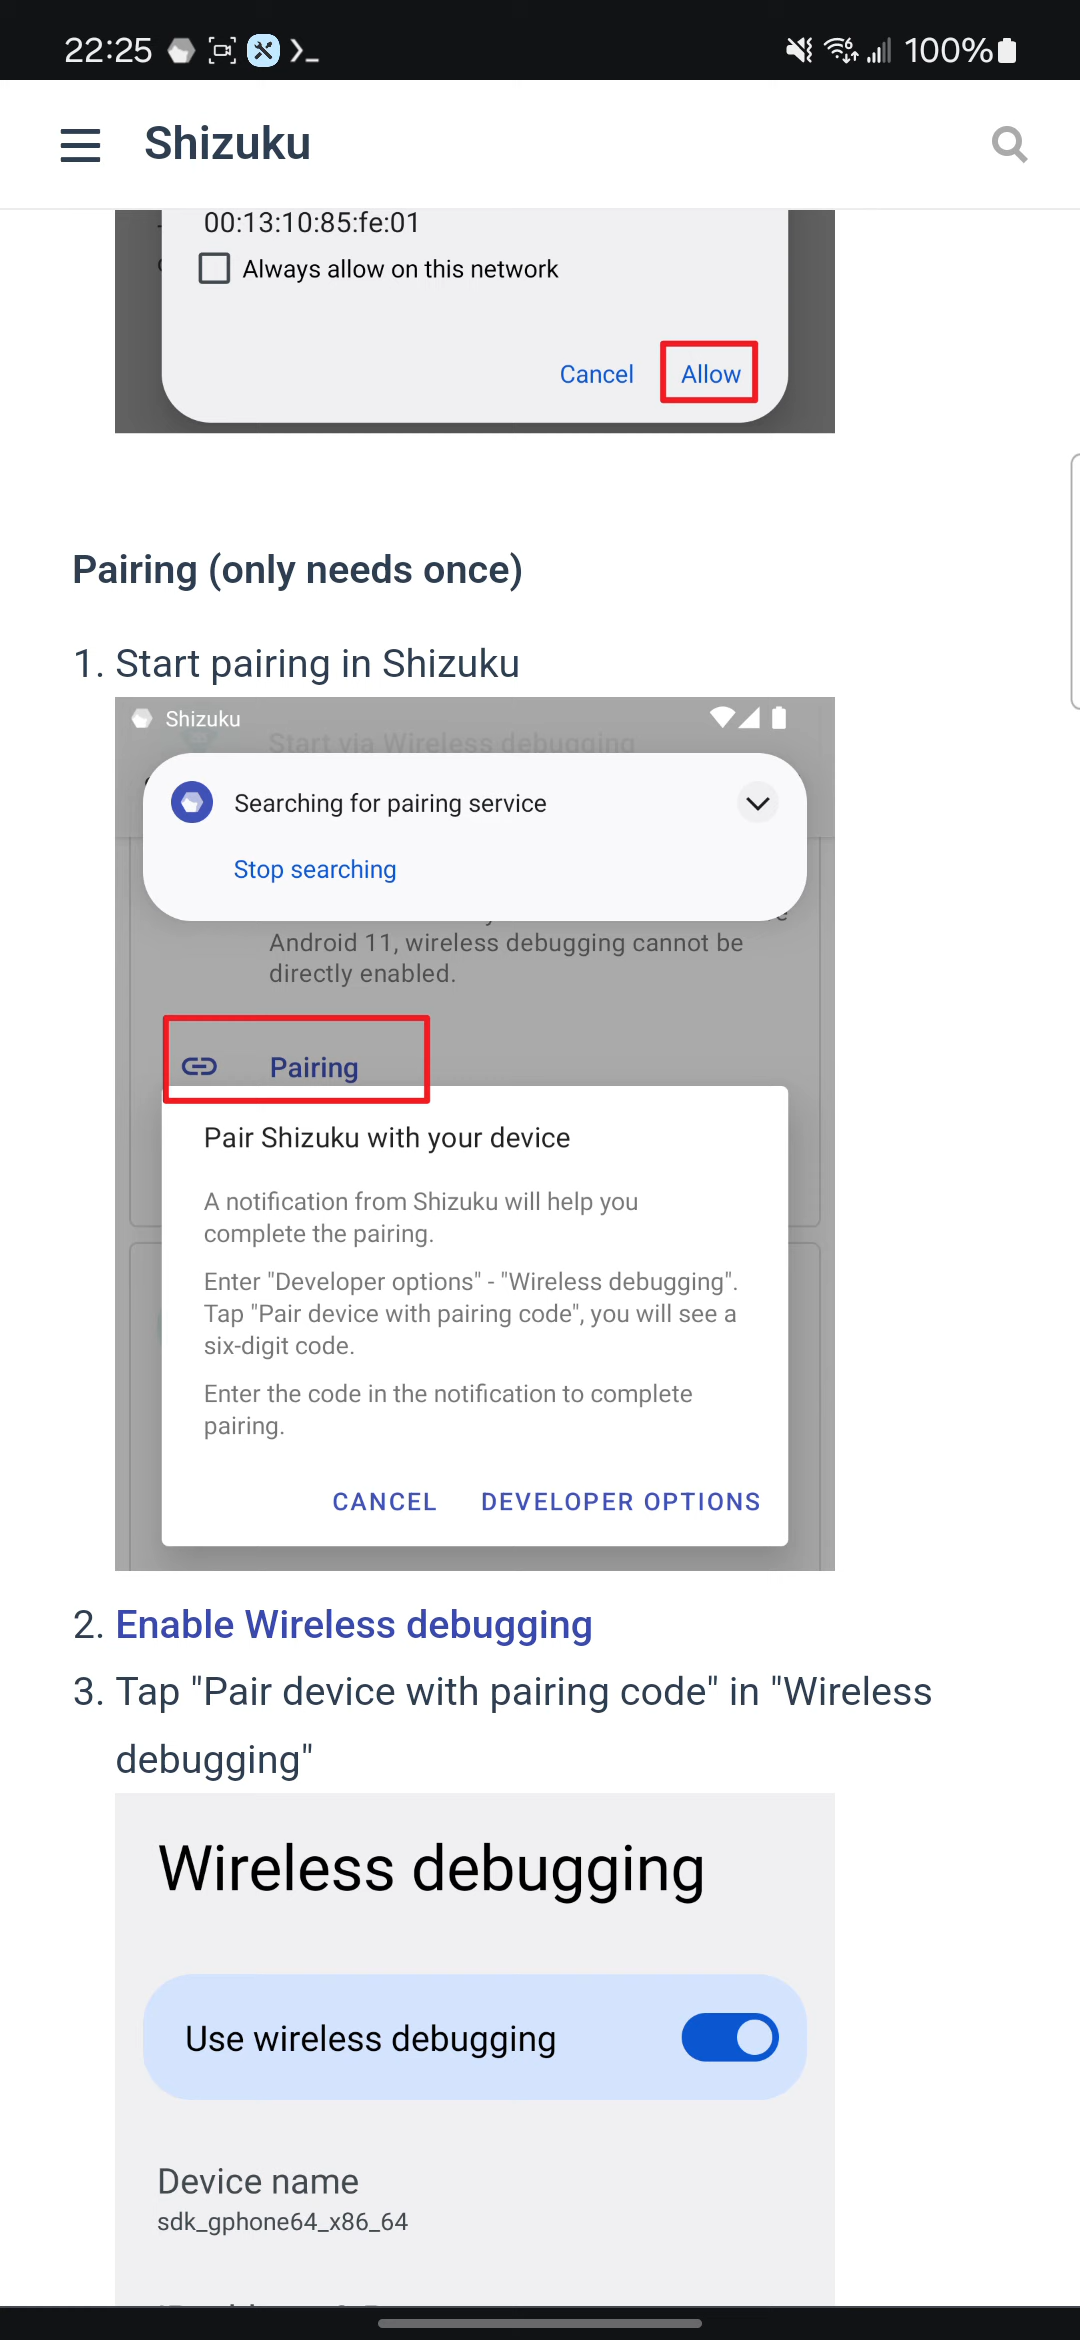 22:25
100%
Shizuku
00:13:10:85:fe:01
Always allow on this network
Cancel
Allow
Pairing (only needs once)
1. Start pairing in Shizuku
Shizuku
Start via Wireless debugging
Searching for pairing service
Stop searching
Android 11, wireless debugging cannot be
directly enabled.
Pairing
Pair Shizuku with your device
A notification from Shizuku will help you
complete the pairing.
Enter "Developer options" - "Wireless debugging".
Tap "Pair device with pairing code", you will see a
six-digit code.
Enter the code in the notification to complete
pairing.
CANCEL
DEVELOPER OPTIONS
2. Enable Wireless debugging
3. Tap "Pair device with pairing code" in "Wireless
debugging"
Wireless debugging
Use wireless debugging
Device name
sdk_gphone64_x86_64